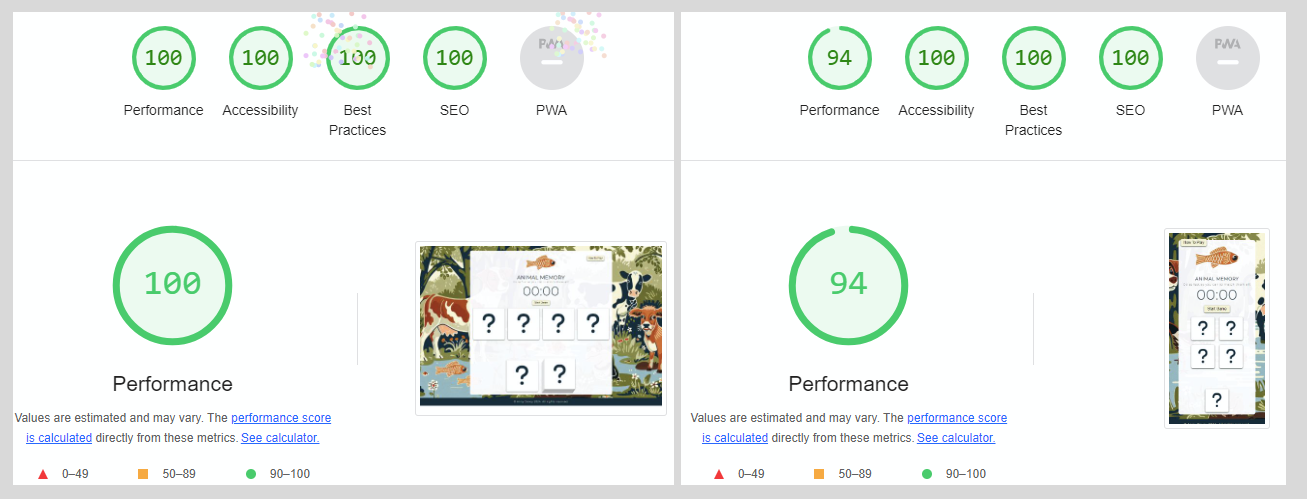 100
100
100
100
PWA
Performance
Accessibility
Best
Practices
SEO
PWA
100
Performance
Values are estimated and may vary. The performance score
is calculated directly from these metrics. See calculator.
0–49
50–89
90–100
How To Play
ANIMAL MEMORY
00:00
Start Game
? ? ? ?
? ?
94
100
100
100
PWA
Performance
Accessibility
Best
Practices
SEO
PWA
94
Performance
Values are estimated and may vary. The performance score
is calculated directly from these metrics. See calculator.
0–49
50–89
90–100
How To Play
ANIMAL MEMORY
00:00
Start Game
? ?
? ?
?